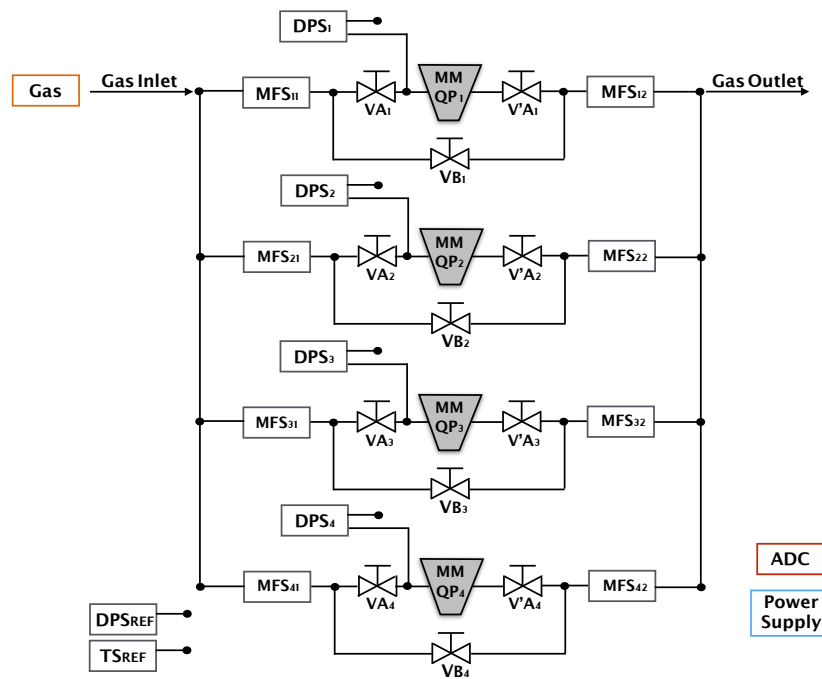 DPS1
Gas
Gas Inlet
MFS11
VA1
MM
QP1
V'A1
MFS12
Gas Outlet
VB1
DPS2
MFS21
VA2
MM
QP2
V'A2
MFS22
VB2
DPS3
MFS31
VA3
MM
QP3
V'A3
MFS32
VB3
DPS4
MFS41
VA4
MM
QP4
V'A4
MFS42
VB4
DPSREF
TSREF
ADC
Power
Supply